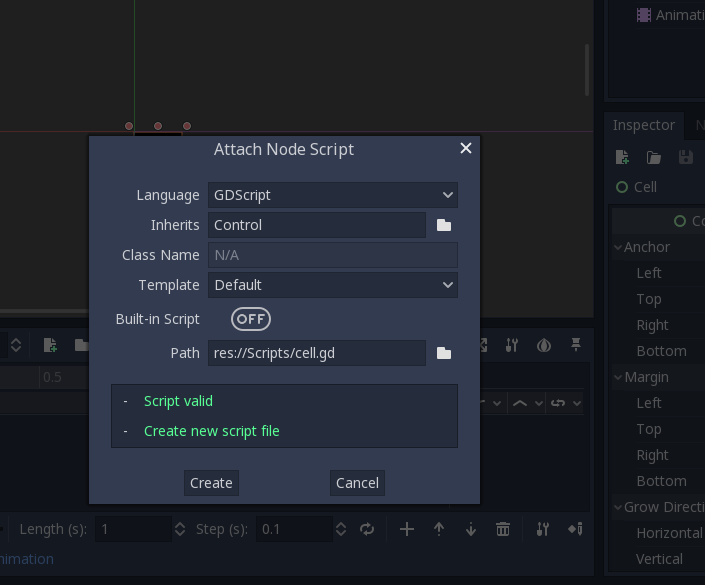 Animati
Inspector
N
Cell
Co
Anchor
Left
Top
Right
Bottom
Margin
Left
Top
Right
Bottom
Grow Directi
Horizontal
Vertical
Attach Node Script
Language GDScript
Inherits Control
Class Name N/A
Template Default
Built-in Script OFF
Path res://Scripts/cell.gd
- Script valid
- Create new script file
Create Cancel
0.5
Length (s): 1 Step (s): 0.1
nimation